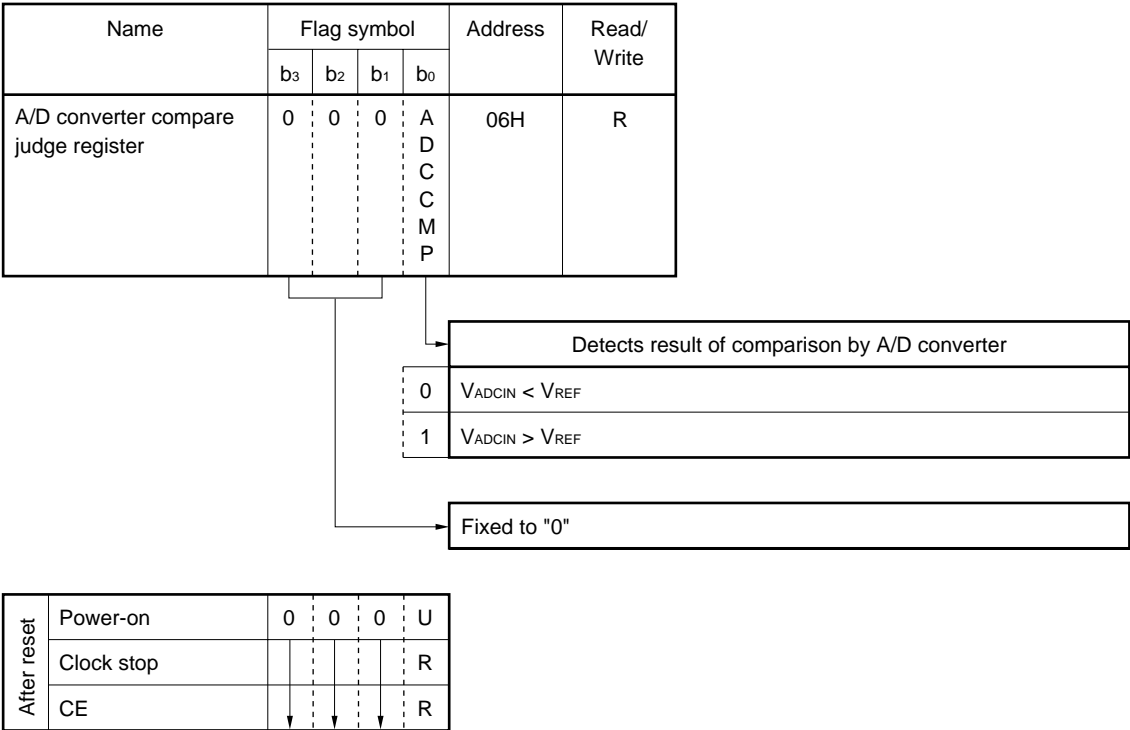 Name Flag symbol Address Read/
Write
b3 b2 b1 b0
A/D converter compare 0 0 0 A 06H R
judge register D
C
C
M
P
Detects result of comparison by A/D converter
0 VADCIN < VREF
1 VADCIN > VREF
Fixed to "0"
After reset
Power-on 0 0 0 U
Clock stop R
CE R